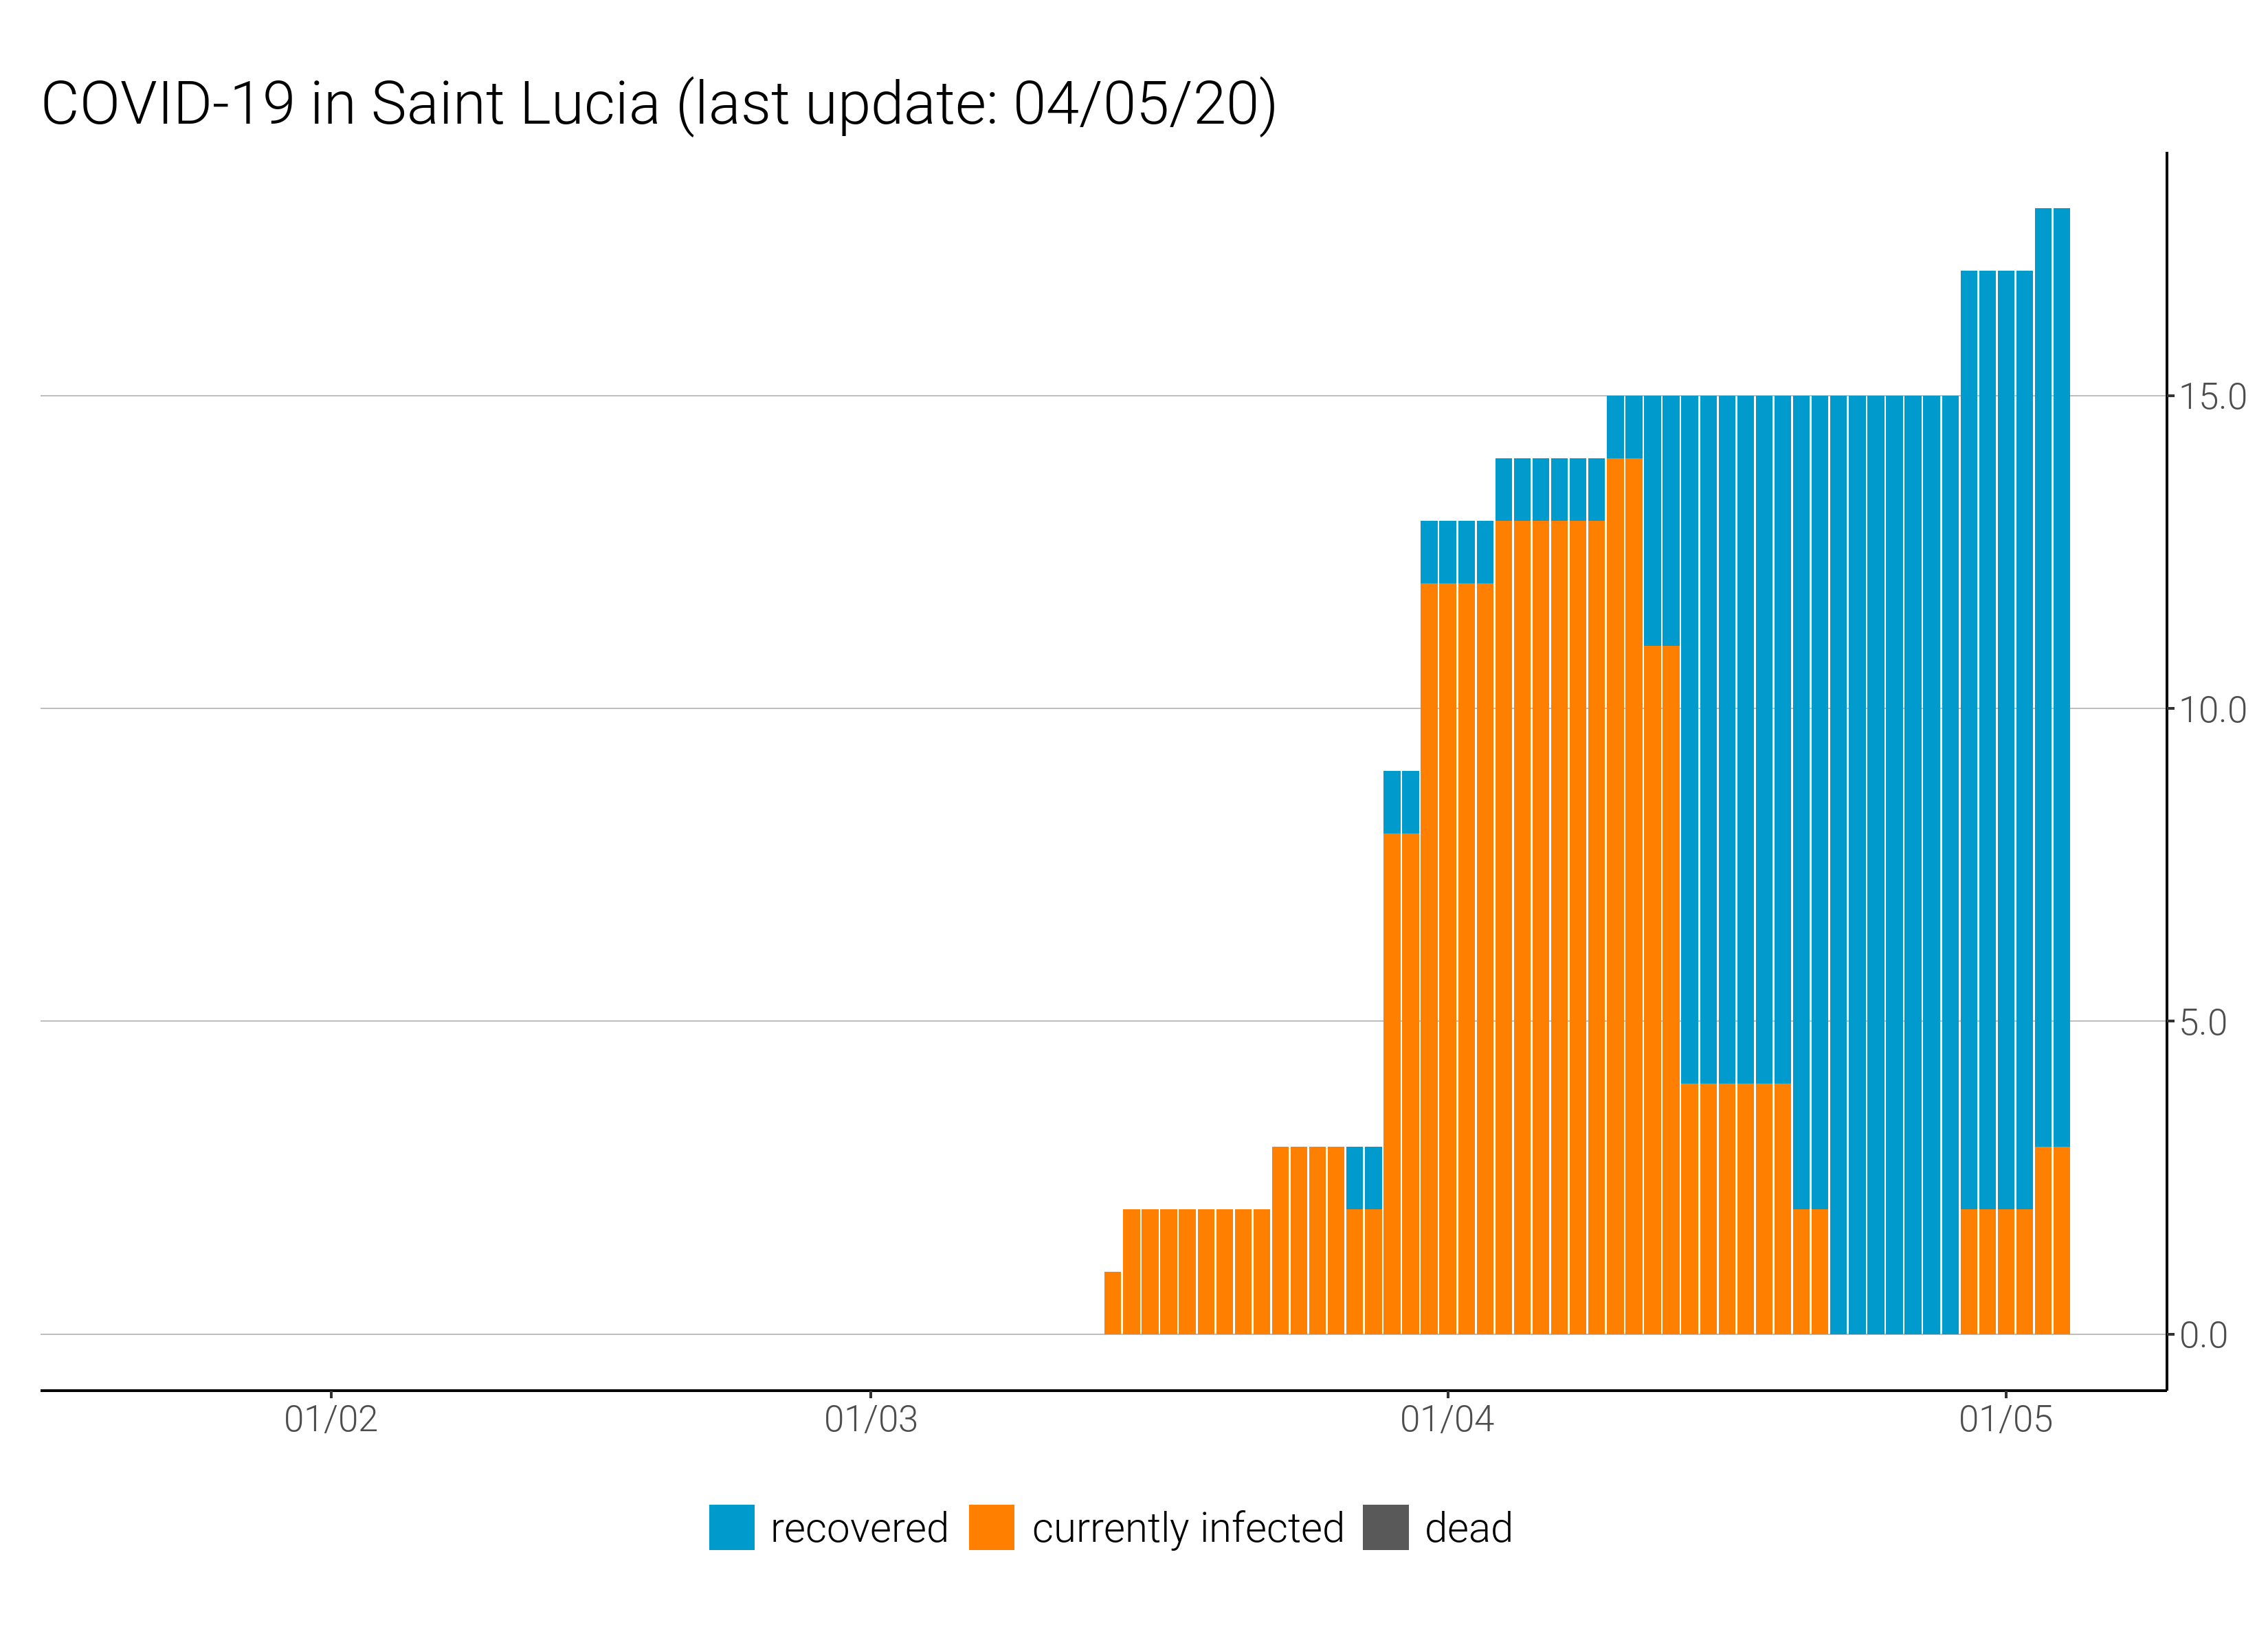 COVID-19 in Saint Lucia (last update: 04/05/20)
15.0
10.0
5.0
0.0
01/02 01/03 01/04 01/05
recovered currently infected dead